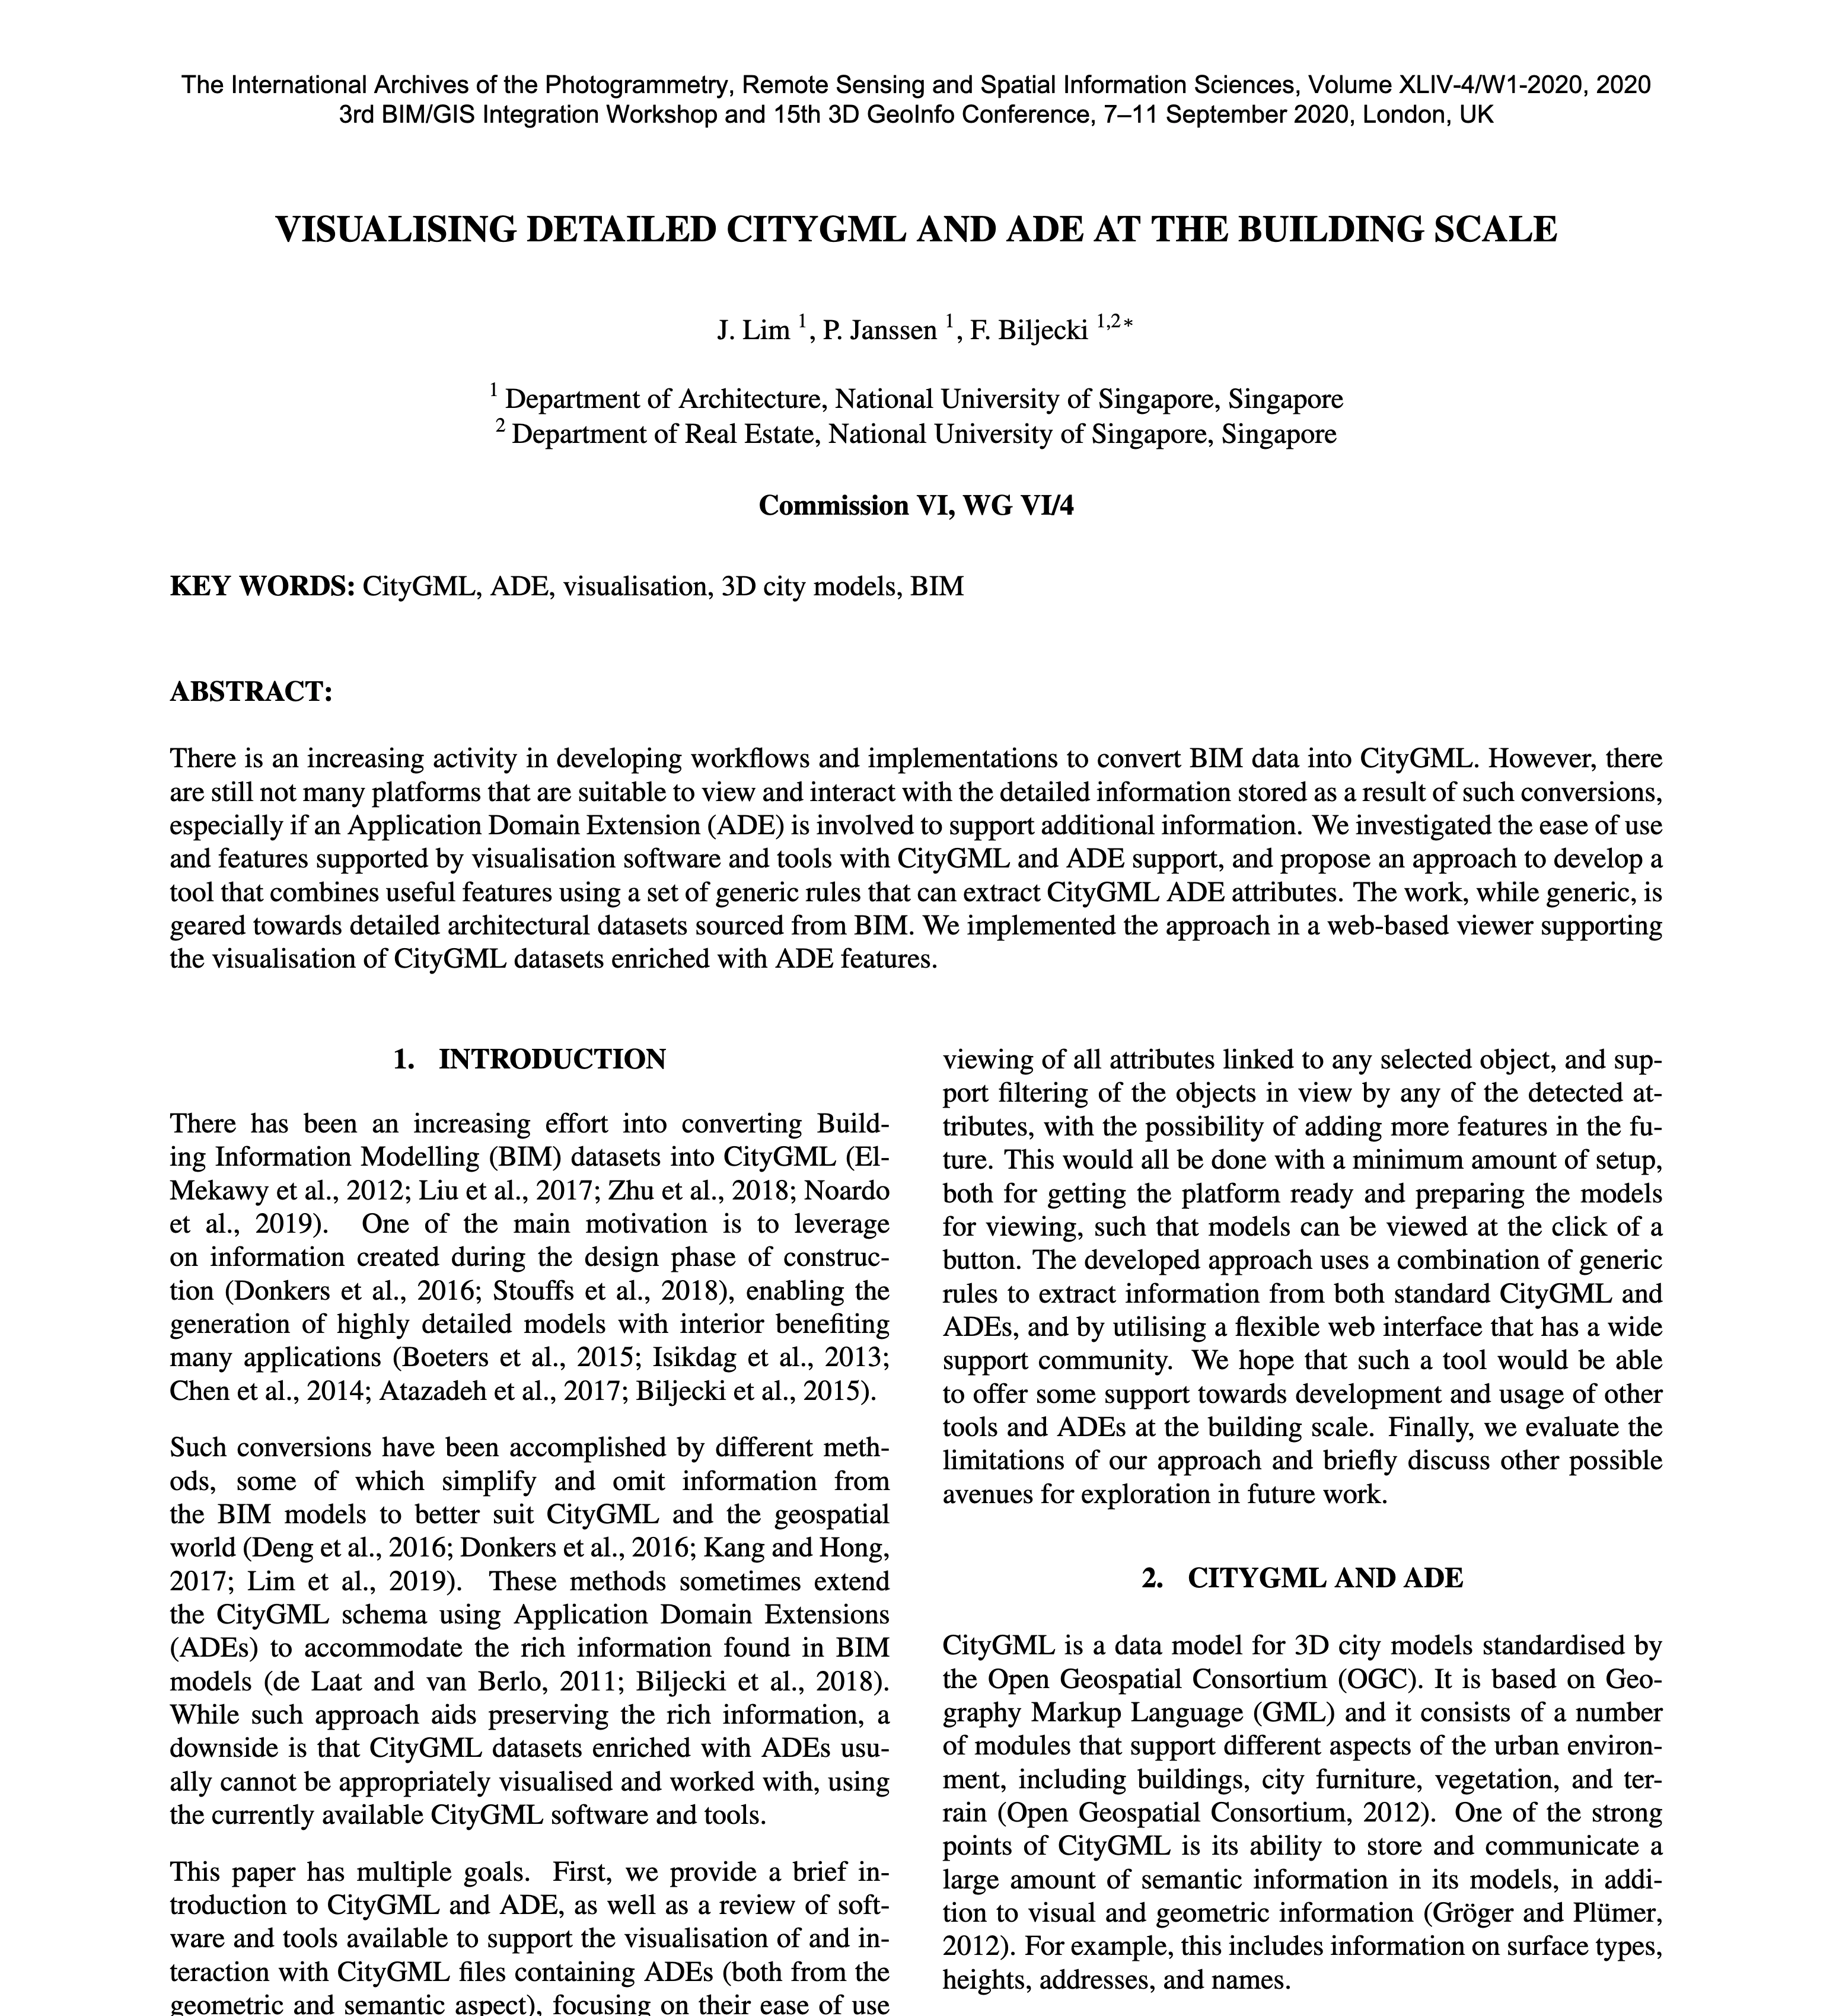 The International Archives of the Photogrammetry, Remote Sensing and Spatial Information Sciences, Volume XLIV-4/W1-2020, 2020
3rd BIM/GIS Integration Workshop and 15th 3D GeoInfo Conference, 7–11 September 2020, London, UK
VISUALISING DETAILED CITYGML AND ADE AT THE BUILDING SCALE
J. Lim 1, P. Janssen 1, F. Biljecki 1,2*
1 Department of Architecture, National University of Singapore, Singapore
2 Department of Real Estate, National University of Singapore, Singapore
Commission VI, WG VI/4
KEY WORDS: CityGML, ADE, visualisation, 3D city models, BIM
ABSTRACT:
There is an increasing activity in developing workflows and implementations to convert BIM data into CityGML. However, there
are still not many platforms that are suitable to view and interact with the detailed information stored as a result of such conversions,
especially if an Application Domain Extension (ADE) is involved to support additional information. We investigated the ease of use
and features supported by visualisation software and tools with CityGML and ADE support, and propose an approach to develop a
tool that combines useful features using a set of generic rules that can extract CityGML ADE attributes. The work, while generic, is
geared towards detailed architectural datasets sourced from BIM. We implemented the approach in a web-based viewer supporting
the visualisation of CityGML datasets enriched with ADE features.
1. INTRODUCTION
There has been an increasing effort into converting Build-
ing Information Modelling (BIM) datasets into CityGML (El-
Mekawy et al., 2012; Liu et al., 2017; Zhu et al., 2018; Noardo
et al., 2019). One of the main motivation is to leverage
on information created during the design phase of construc-
tion (Donkers et al., 2016; Stouffs et al., 2018), enabling the
generation of highly detailed models with interior benefiting
many applications (Boeters et al., 2015; Isikdag et al., 2013;
Chen et al., 2014; Atazadeh et al., 2017; Biljecki et al., 2015).
Such conversions have been accomplished by different meth-
ods, some of which simplify and omit information from
the BIM models to better suit CityGML and the geospatial
world (Deng et al., 2016; Donkers et al., 2016; Kang and Hong,
2017; Lim et al., 2019). These methods sometimes extend
the CityGML schema using Application Domain Extensions
(ADEs) to accommodate the rich information found in BIM
models (de Laat and van Berlo, 2011; Biljecki et al., 2018).
While such approach aids preserving the rich information, a
downside is that CityGML datasets enriched with ADEs usu-
ally cannot be appropriately visualised and worked with, using
the currently available CityGML software and tools.
This paper has multiple goals. First, we provide a brief in-
troduction to CityGML and ADE, as well as a review of soft-
ware and tools available to support the visualisation of and in-
teraction with CityGML files containing ADEs (both from the
geometric and semantic aspect), focusing on their ease of use
viewing of all attributes linked to any selected object, and sup-
port filtering of the objects in view by any of the detected at-
tributes, with the possibility of adding more features in the fu-
ture. This would all be done with a minimum amount of setup,
both for getting the platform ready and preparing the models
for viewing, such that models can be viewed at the click of a
button. The developed approach uses a combination of generic
rules to extract information from both standard CityGML and
ADEs, and by utilising a flexible web interface that has a wide
support community. We hope that such a tool would be able
to offer some support towards development and usage of other
tools and ADEs at the building scale. Finally, we evaluate the
limitations of our approach and briefly discuss other possible
avenues for exploration in future work.
2. CITYGML AND ADE
CityGML is a data model for 3D city models standardised by
the Open Geospatial Consortium (OGC). It is based on Geo-
graphy Markup Language (GML) and it consists of a number
of modules that support different aspects of the urban environ-
ment, including buildings, city furniture, vegetation, and ter-
rain (Open Geospatial Consortium, 2012). One of the strong
points of CityGML is its ability to store and communicate a
large amount of semantic information in its models, in addi-
tion to visual and geometric information (Gröger and Plümer,
2012). For example, this includes information on surface types,
heights, addresses, and names.